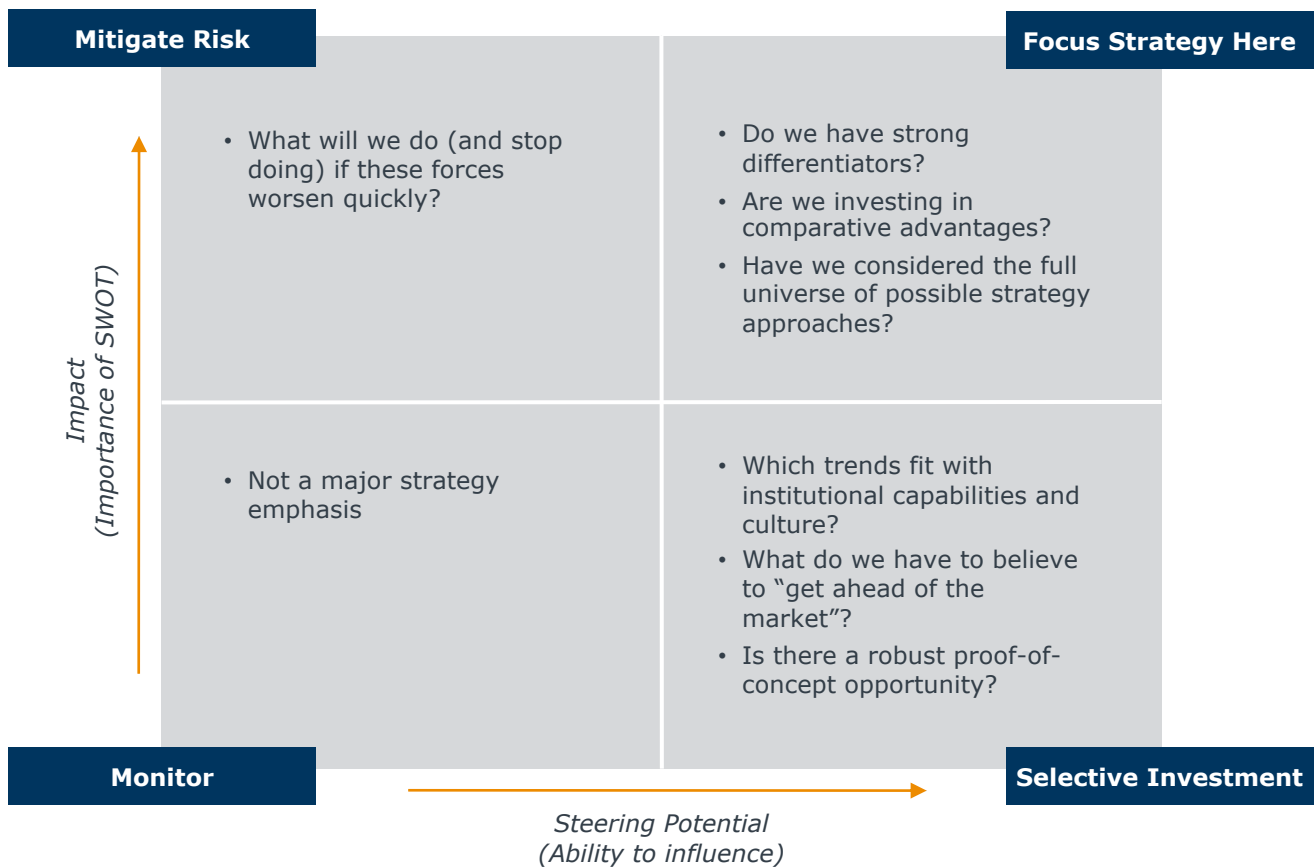 Mitigate Risk
Focus Strategy Here
• What will we do (and stop
doing) if these forces
worsen quickly?
• Do we have strong
differentiators?
• Are we investing in
comparative advantages?
• Have we considered the full
universe of possible strategy
approaches?
Impact
(Importance of SWOT)
• Not a major strategy
emphasis
• Which trends fit with
institutional capabilities and
culture?
• What do we have to believe
to “get ahead of the
market”?
• Is there a robust proof-of-
concept opportunity?
Monitor
Selective Investment
Steering Potential
(Ability to influence)